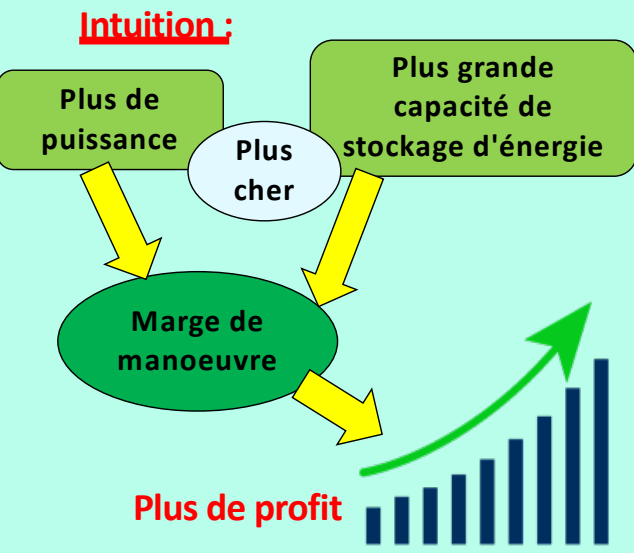 Intuition :
Plus de
puissance
Plus
cher
Plus grande
capacité de
stockage d'énergie
Marge de
manoeuvre
Plus de profit